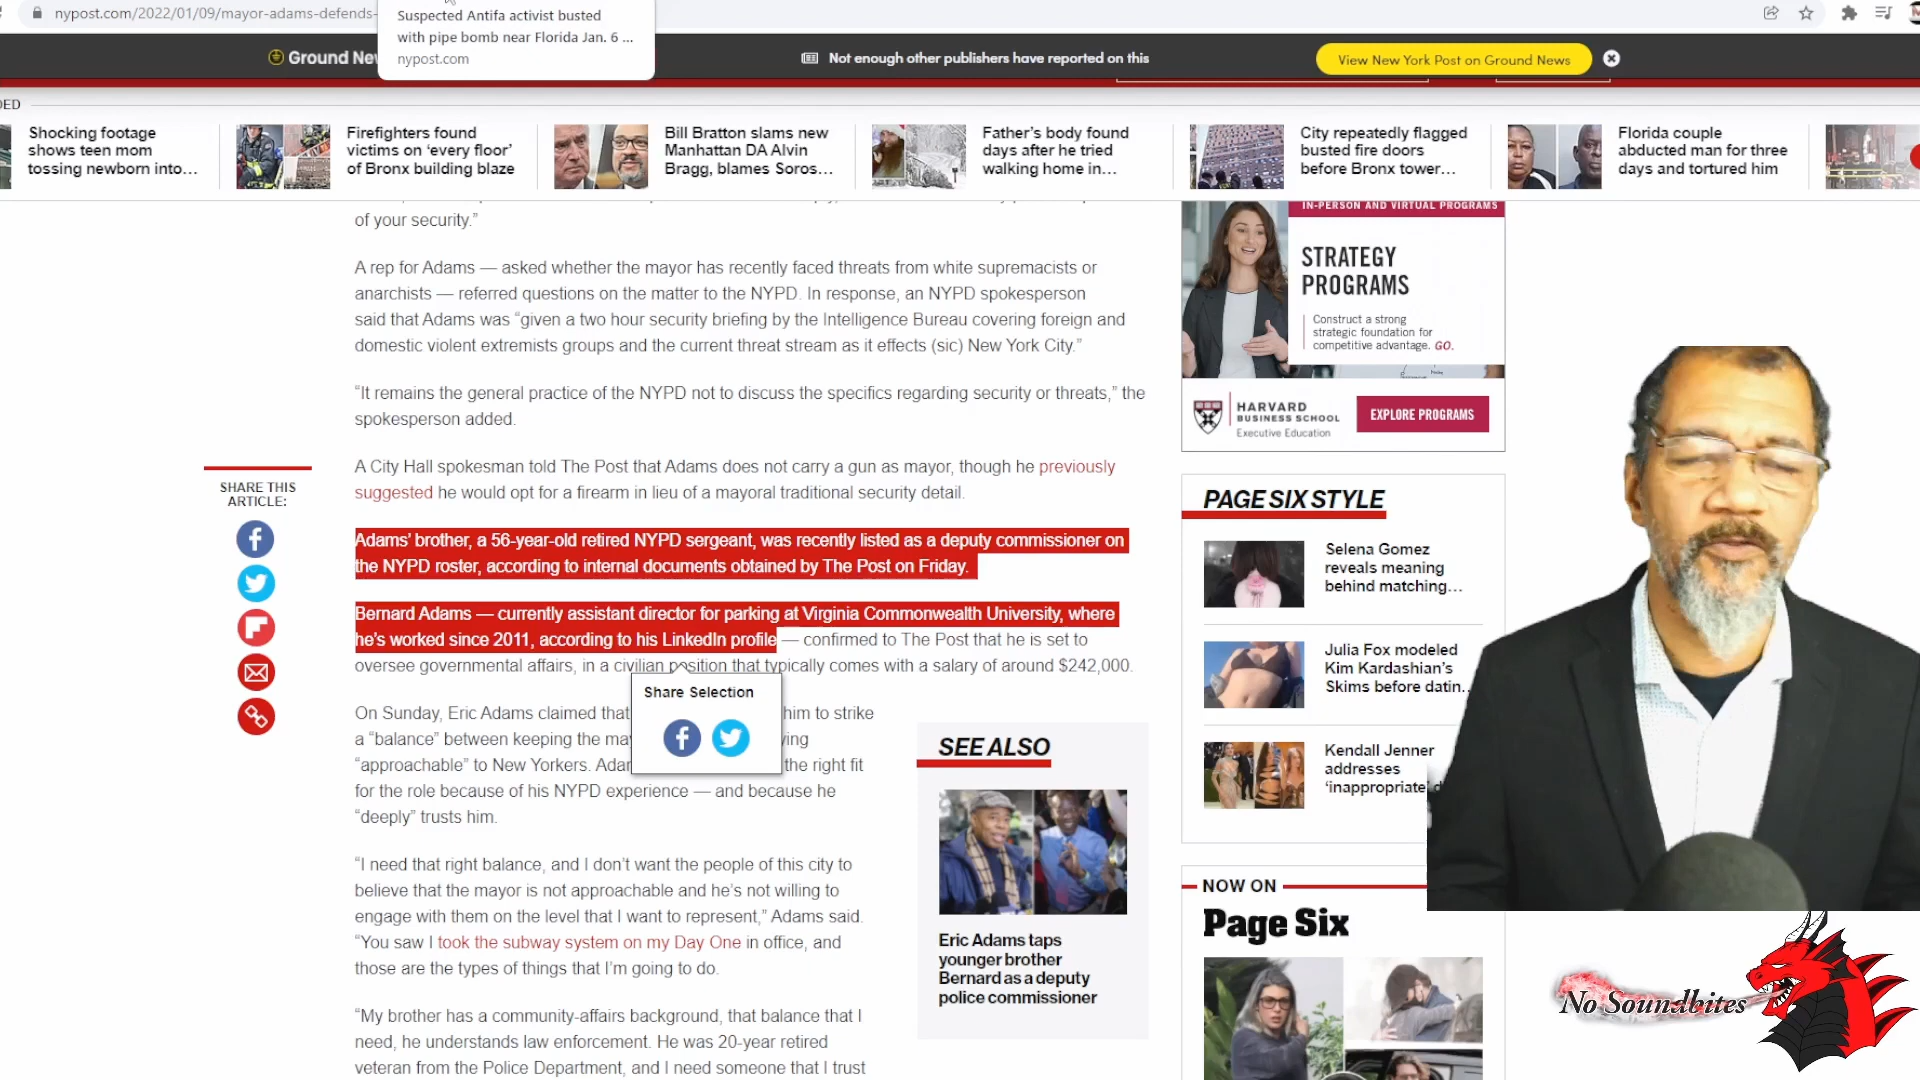 nypost.com/2022/01/09/mayor-adams-defends-
Suspected Antifa activist busted
with pipe bomb near Florida Jan. 6 ...
nypost.com
Ground New
Not enough other publishers have reported on this
View New York Post on Ground News
DED
Shocking footage
shows teen mom
tossing newborn into...
Firefighters found
victims on ‘every floor’
of Bronx building blaze
Bill Bratton slams new
Manhattan DA Alvin
Bragg, blames Soros...
Father’s body found
days after he tried
walking home in...
City repeatedly flagged
busted fire doors
before Bronx tower...
Florida couple
abducted man for three
days and tortured him
of your security.”
A rep for Adams — asked whether the mayor has recently faced threats from white supremacists or
anarchists — referred questions on the matter to the NYPD. In response, an NYPD spokesperson
said that Adams was “given a two hour security briefing by the Intelligence Bureau covering foreign and
domestic violent extremists groups and the current threat stream as it effects (sic) New York City.”
“It remains the general practice of the NYPD not to discuss the specifics regarding security or threats,” the
spokesperson added.
A City Hall spokesman told The Post that Adams does not carry a gun as mayor, though he previously
suggested he would opt for a firearm in lieu of a mayoral traditional security detail.
Adams’ brother, a 56-year-old retired NYPD sergeant, was recently listed as a deputy commissioner on
the NYPD roster, according to internal documents obtained by The Post on Friday.
Bernard Adams — currently assistant director for parking at Virginia Commonwealth University, where
he’s worked since 2011, according to his LinkedIn profile — confirmed to The Post that he is set to
oversee governmental affairs, in a civilian position that typically comes with a salary of around $242,000.
On Sunday, Eric Adams claimed that him to strike
a “balance” between keeping the ma ying
“approachable” to New Yorkers. Ada the right fit
for the role because of his NYPD experience — and because he
“deeply” trusts him.
“I need that right balance, and I don’t want the people of this city to
believe that the mayor is not approachable and he’s not willing to
engage with them on the level that I want to represent,” Adams said.
“You saw I took the subway system on my Day One in office, and
those are the types of things that I’m going to do.
“My brother has a community-affairs background, that balance that I
need, he understands law enforcement. He was 20-year retired
veteran from the Police Department, and I need someone that I trust
SHARE THIS
ARTICLE:
Share Selection
SEE ALSO
Eric Adams taps
younger brother
Bernard as a deputy
police commissioner
IN-PERSON AND VIRTUAL PROGRAMS
STRATEGY
PROGRAMS
Construct a strong
strategic foundation for
competitive advantage. GO.
HARVARD
BUSINESS SCHOOL
Executive Education
EXPLORE PROGRAMS
PAGE SIX STYLE
Selena Gomez
reveals meaning
behind matching...
Julia Fox modeled
Kim Kardashian’s
Skims before datin..
Kendall Jenner
addresses
‘inappropriate’ d
NOW ON
Page Six
No Soundbites